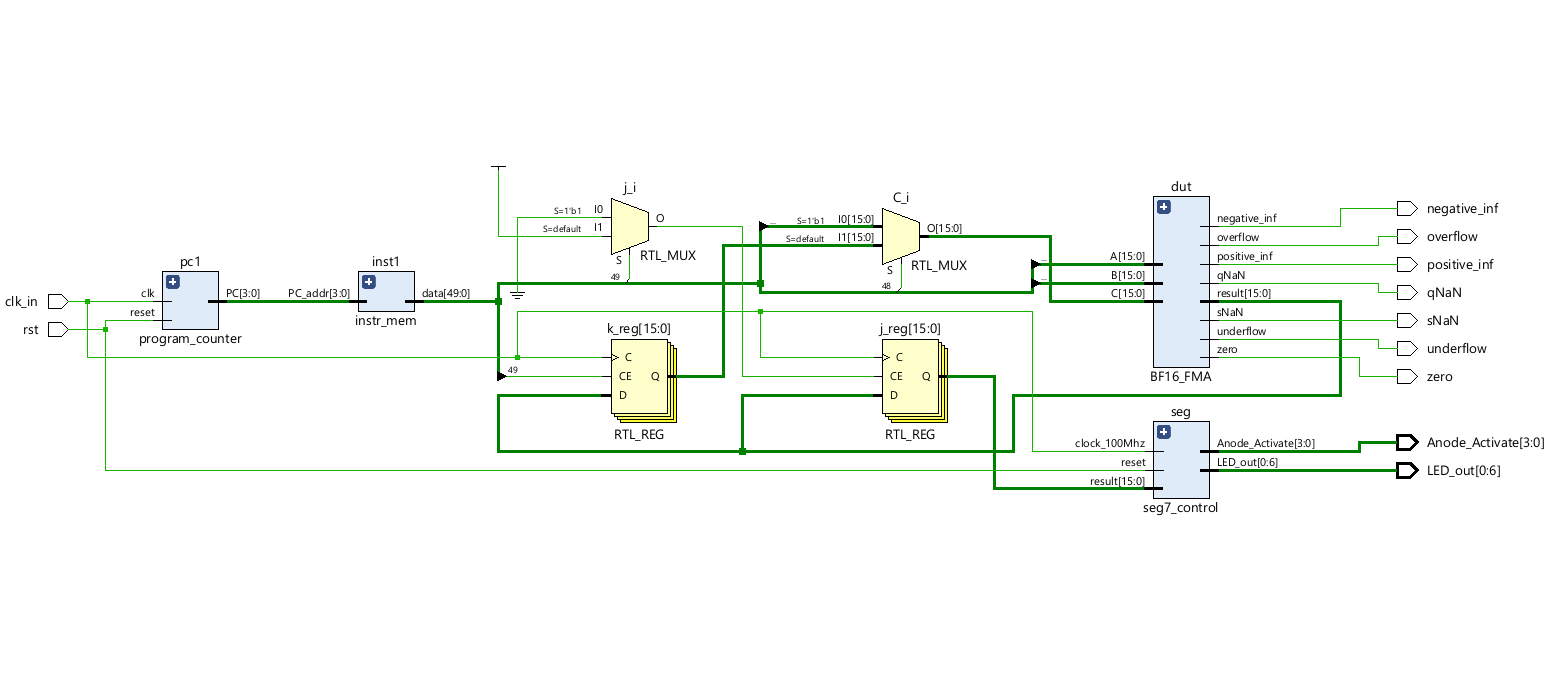 clk_in
rst
pc1
clk
reset
PC[3:0]
program_counter
inst1
PC_addr[3:0]
data[49:0]
instr_mem
j_i
S=1'b1
I0
S=default
I1
O
S
RTL_MUX
49
C_i
S=1'b1
I0[15:0]
S=default
I1[15:0]
O[15:0]
S
RTL_MUX
48
k_reg[15:0]
49
C
CE
Q
D
RTL_REG
j_reg[15:0]
C
CE
Q
D
RTL_REG
dut
A[15:0]
B[15:0]
C[15:0]
negative_inf
overflow
positive_inf
qNaN
result[15:0]
sNaN
underflow
zero
BF16_FMA
seg
clock_100Mhz
reset
result[15:0]
Anode_Activate[3:0]
LED_out[0:6]
seg7_control
negative_inf
overflow
positive_inf
qNaN
sNaN
underflow
zero
Anode_Activate[3:0]
LED_out[0:6]